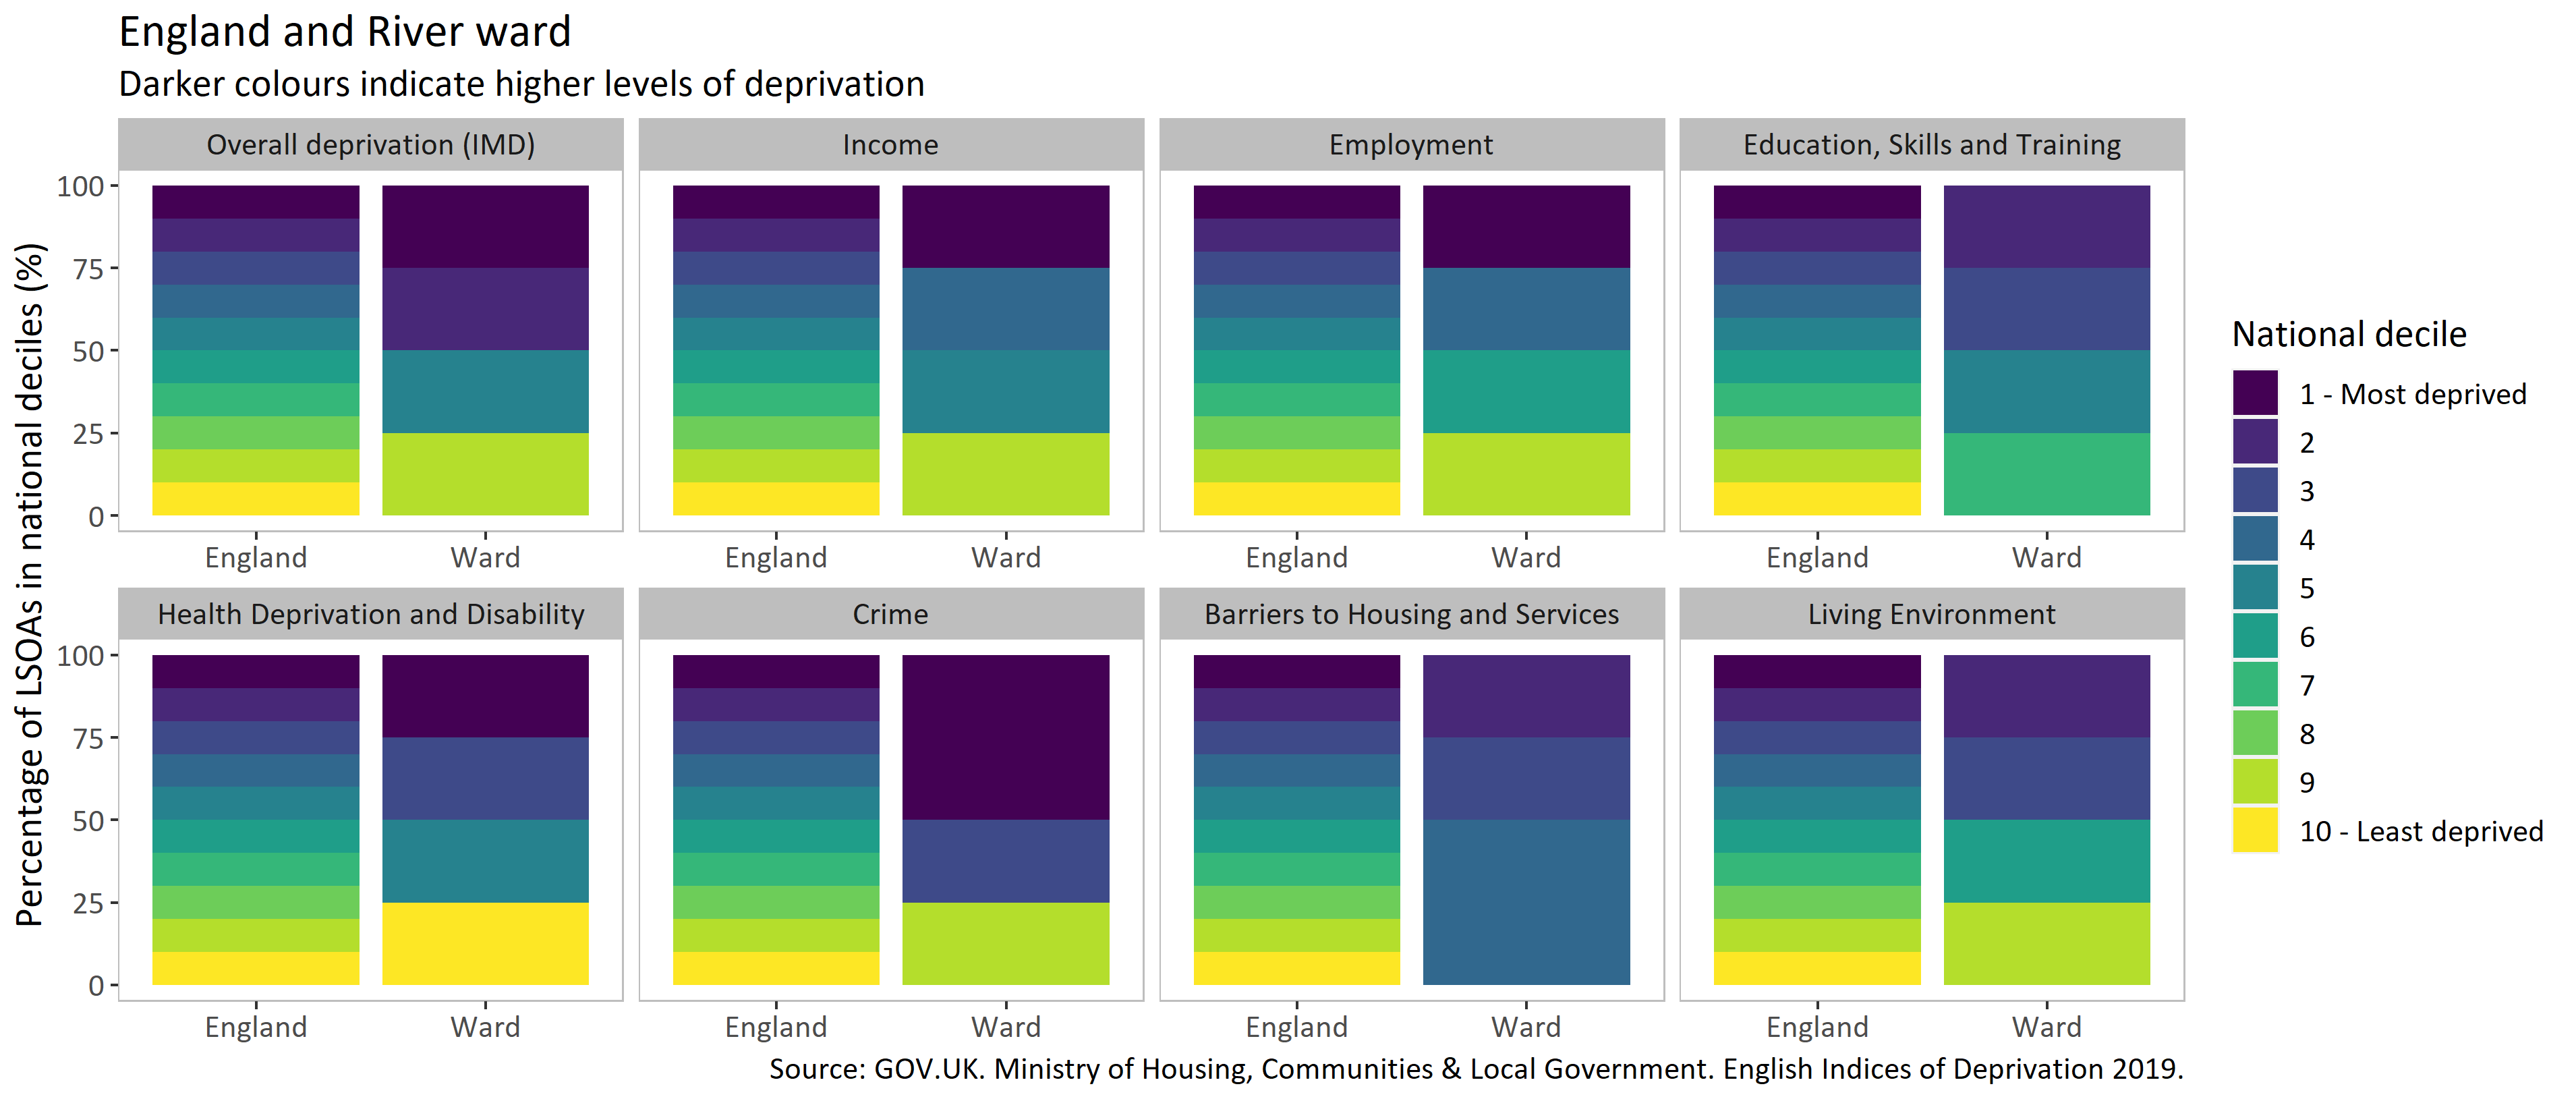 England and River ward
Darker colours indicate higher levels of deprivation
Percentage of LSOAs in national deciles (%)
Overall deprivation (IMD)
Income
Employment
Education, Skills and Training
100
75
50
25
0
England
Ward
England
Ward
England
Ward
England
Ward
Health Deprivation and Disability
Crime
Barriers to Housing and Services
Living Environment
100
75
50
25
0
England
Ward
England
Ward
England
Ward
England
Ward
National decile
1 - Most deprived
2
3
4
5
6
7
8
9
10 - Least deprived
Source: GOV.UK. Ministry of Housing, Communities & Local Government. English Indices of Deprivation 2019.